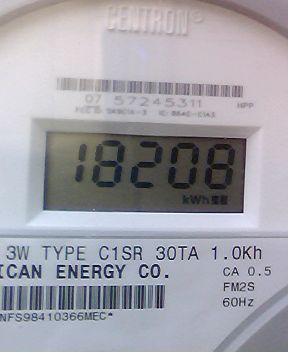 CENTRON®
07 57245311 HPP
18208
kWh
3W TYPE C1SR 30TA 1.0Kh
ICAN ENERGY CO. CA 0.5
FM2S
NFS98410366MEC* 60Hz